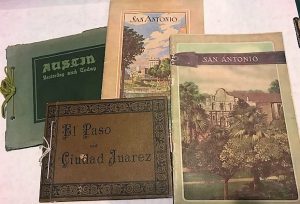 AUSTIN
Yesterday and Today
SAN ANTONIO
SAN ANTONIO
El Paso
and
Ciudad Juarez